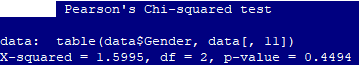 Pearson's Chi-squared test
data:  table(data$Gender, data[, 11])
X-squared = 1.5995, df = 2, p-value = 0.4494